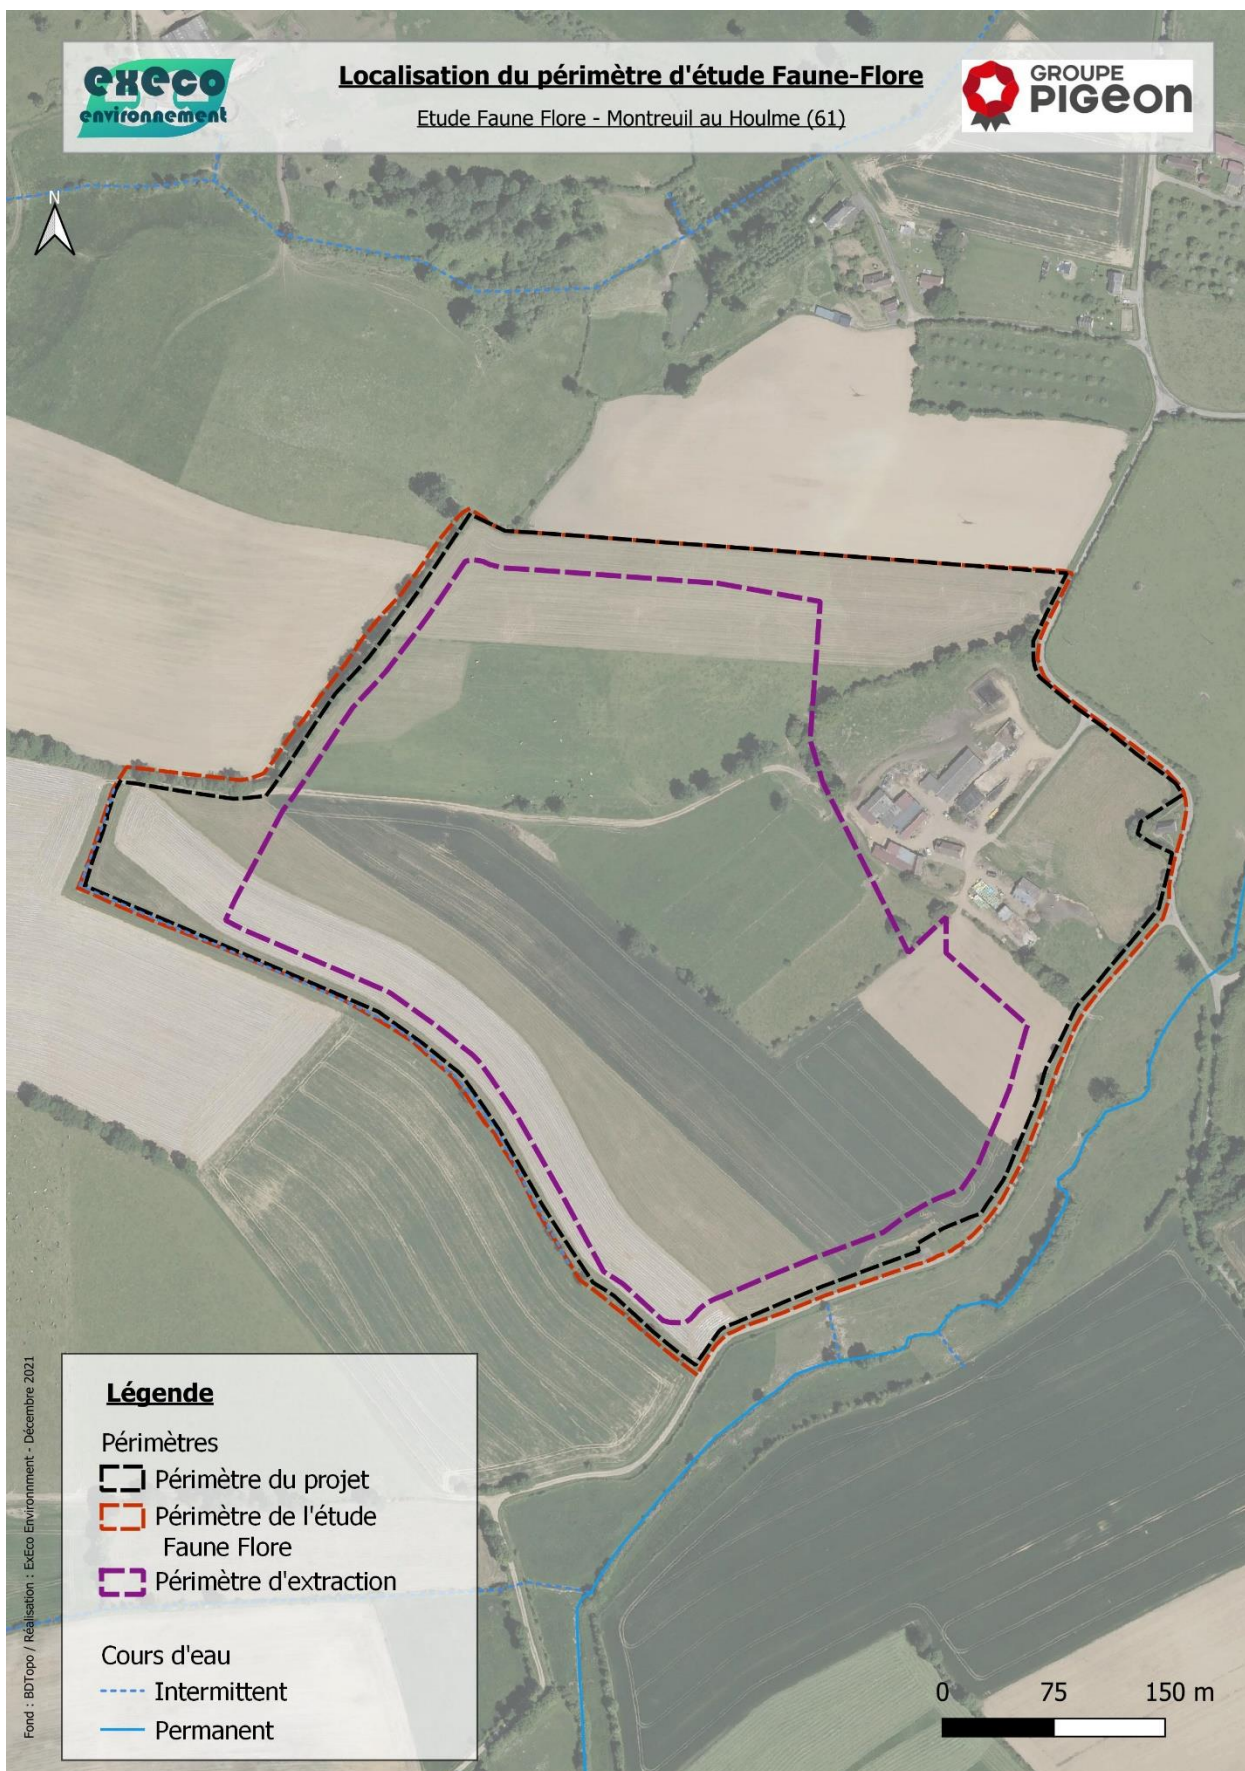 execo
environnement
Localisation du périmètre d'étude Faune-Flore
Etude Faune Flore - Montreuil au Houlme (61)
GROUPE
PIGEON
N
Légende
Périmètres
Périmètre du projet
Périmètre de l'étude
Faune Flore
Périmètre d'extraction
Cours d'eau
Intermittent
Permanent
0 75 150 m
Fond : BDTopo / Réalisation : ExEco Environnment - Décembre 2021